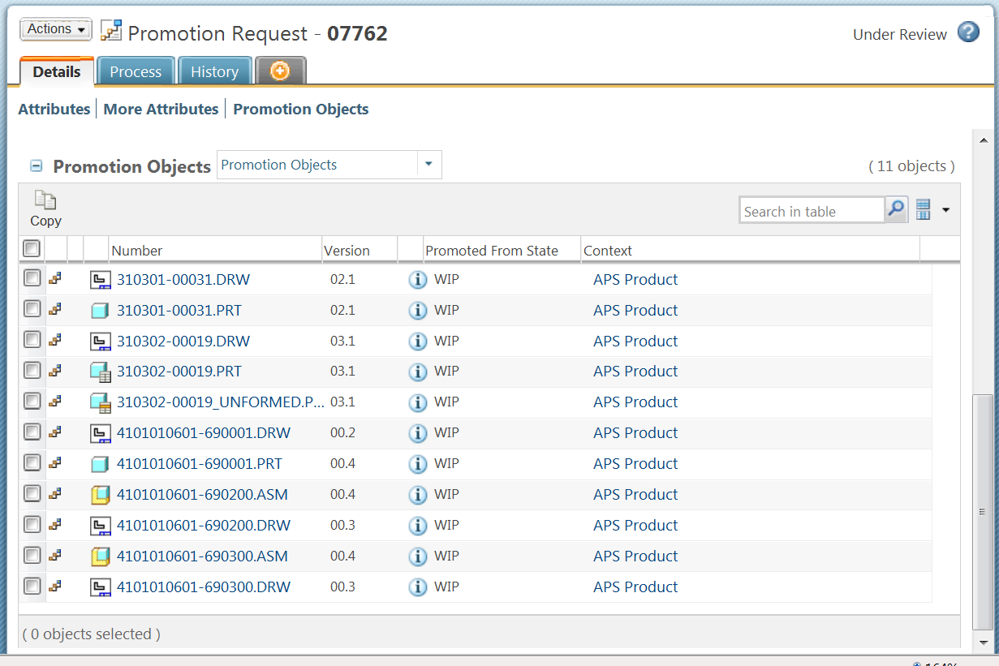 Actions Promotion Request - 07762 Under Review ?
Details Process History
Attributes More Attributes Promotion Objects
Promotion Objects Promotion Objects ( 11 objects )
Copy Search in table
Number Version Promoted From State Context
310301-00031.DRW 02.1 WIP APS Product
310301-00031.PRT 02.1 WIP APS Product
310302-00019.DRW 03.1 WIP APS Product
310302-00019.PRT 03.1 WIP APS Product
310302-00019_UNFORMED.P... 03.1 WIP APS Product
4101010601-690001.DRW 00.2 WIP APS Product
4101010601-690001.PRT 00.4 WIP APS Product
4101010601-690200.ASM 00.4 WIP APS Product
4101010601-690200.DRW 00.3 WIP APS Product
4101010601-690300.ASM 00.4 WIP APS Product
4101010601-690300.DRW 00.3 WIP APS Product
( 0 objects selected )